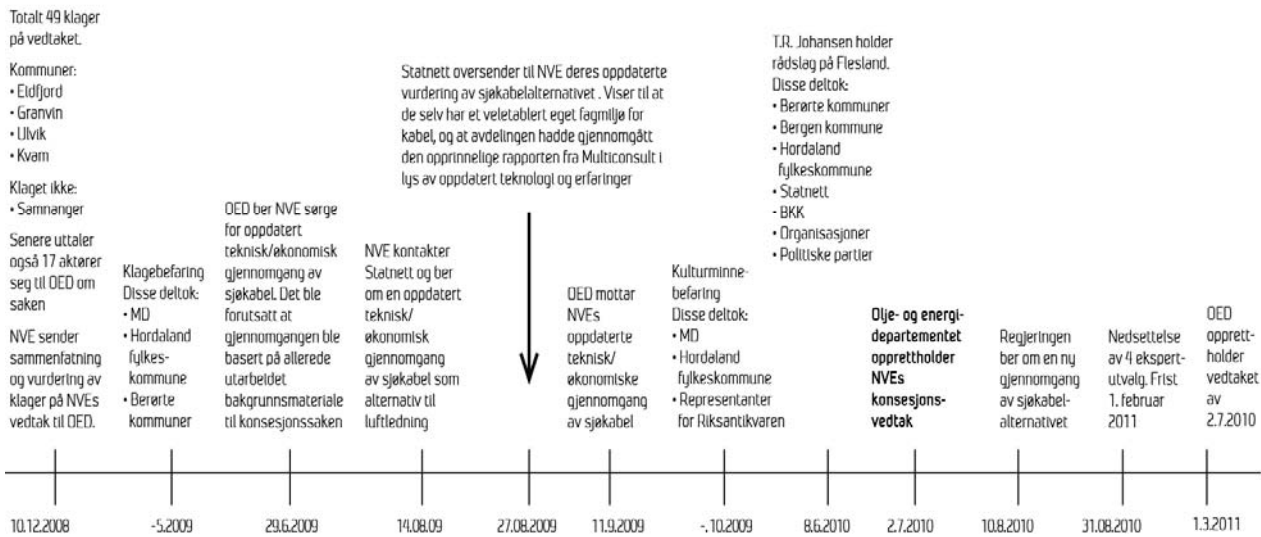 Totalt 49 klager
på vedtaket.
Kommuner:
• Eidfjord
• Granvin
• Ulvik
• Kvam
Klaget ikke:
• Samnanger
Senere uttaler
også 17 aktører
seg til OED om
saken
NVE sender
sammenfatning
og vurdering av
klager på NVEs
vedtak til OED.
Klagebefaring
Disse deltok:
• MD
• Hordaland
fylkes-
kommune
• Berørte
kommuner
OED ber NVE sørge
for oppdatert
teknisk/økonomisk
gjennomgang av
sjøkabel. Det ble
forutsatt at
gjennomgangen ble
basert på allerede
utarbeidet
bakgrunnsmateriale
til konsesjonssaken
NVE kontakter
Statnett og ber
om en oppdatert
teknisk/
økonomisk
gjennomgang
av sjøkabel som
alternativ til
luftledning
Statnett oversender til NVE deres oppdaterte
vurdering av sjøkabelalternativet . Viser til at
de selv har et veletablert eget fagmiljø for
kabel, og at avdelingen hadde gjennomgått
den opprinnelige rapporten fra Multiconsult i
lys av oppdatert teknologi og erfaringer
OED mottar
NVEs
oppdaterte
teknisk/
økonomiske
gjennomgang
av sjøkabel
Kulturminne-
befaring
Disse deltok:
• MD
• Hordaland
fylkeskommune
• Representanter
for Riksantikvaren
T.R. Johansen holder
rådslag på Flesland.
Disse deltok:
• Berørte kommuner
• Bergen kommune
• Hordaland
fylkeskommune
• Statnett
- BKK
• Organisasjoner
• Politiske partier
Olje- og energi-
departementet
opprettholder
NVEs
konsesjons-
vedtak
Regjeringen
ber om en ny
gjennomgang
av sjøkabel-
alternativet
Nedsettelse
av 4 ekspert-
utvalg. Frist
1. februar
2011
OED
opprett-
holder
vedtaket
av
2.7.2010
10.12.2008
-5.2009
29.6.2009
14.08.09
27.08.2009
11.9.2009
-.10.2009
8.6.2010
2.7.2010
10.8.2010
31.08.2010
1.3.2011